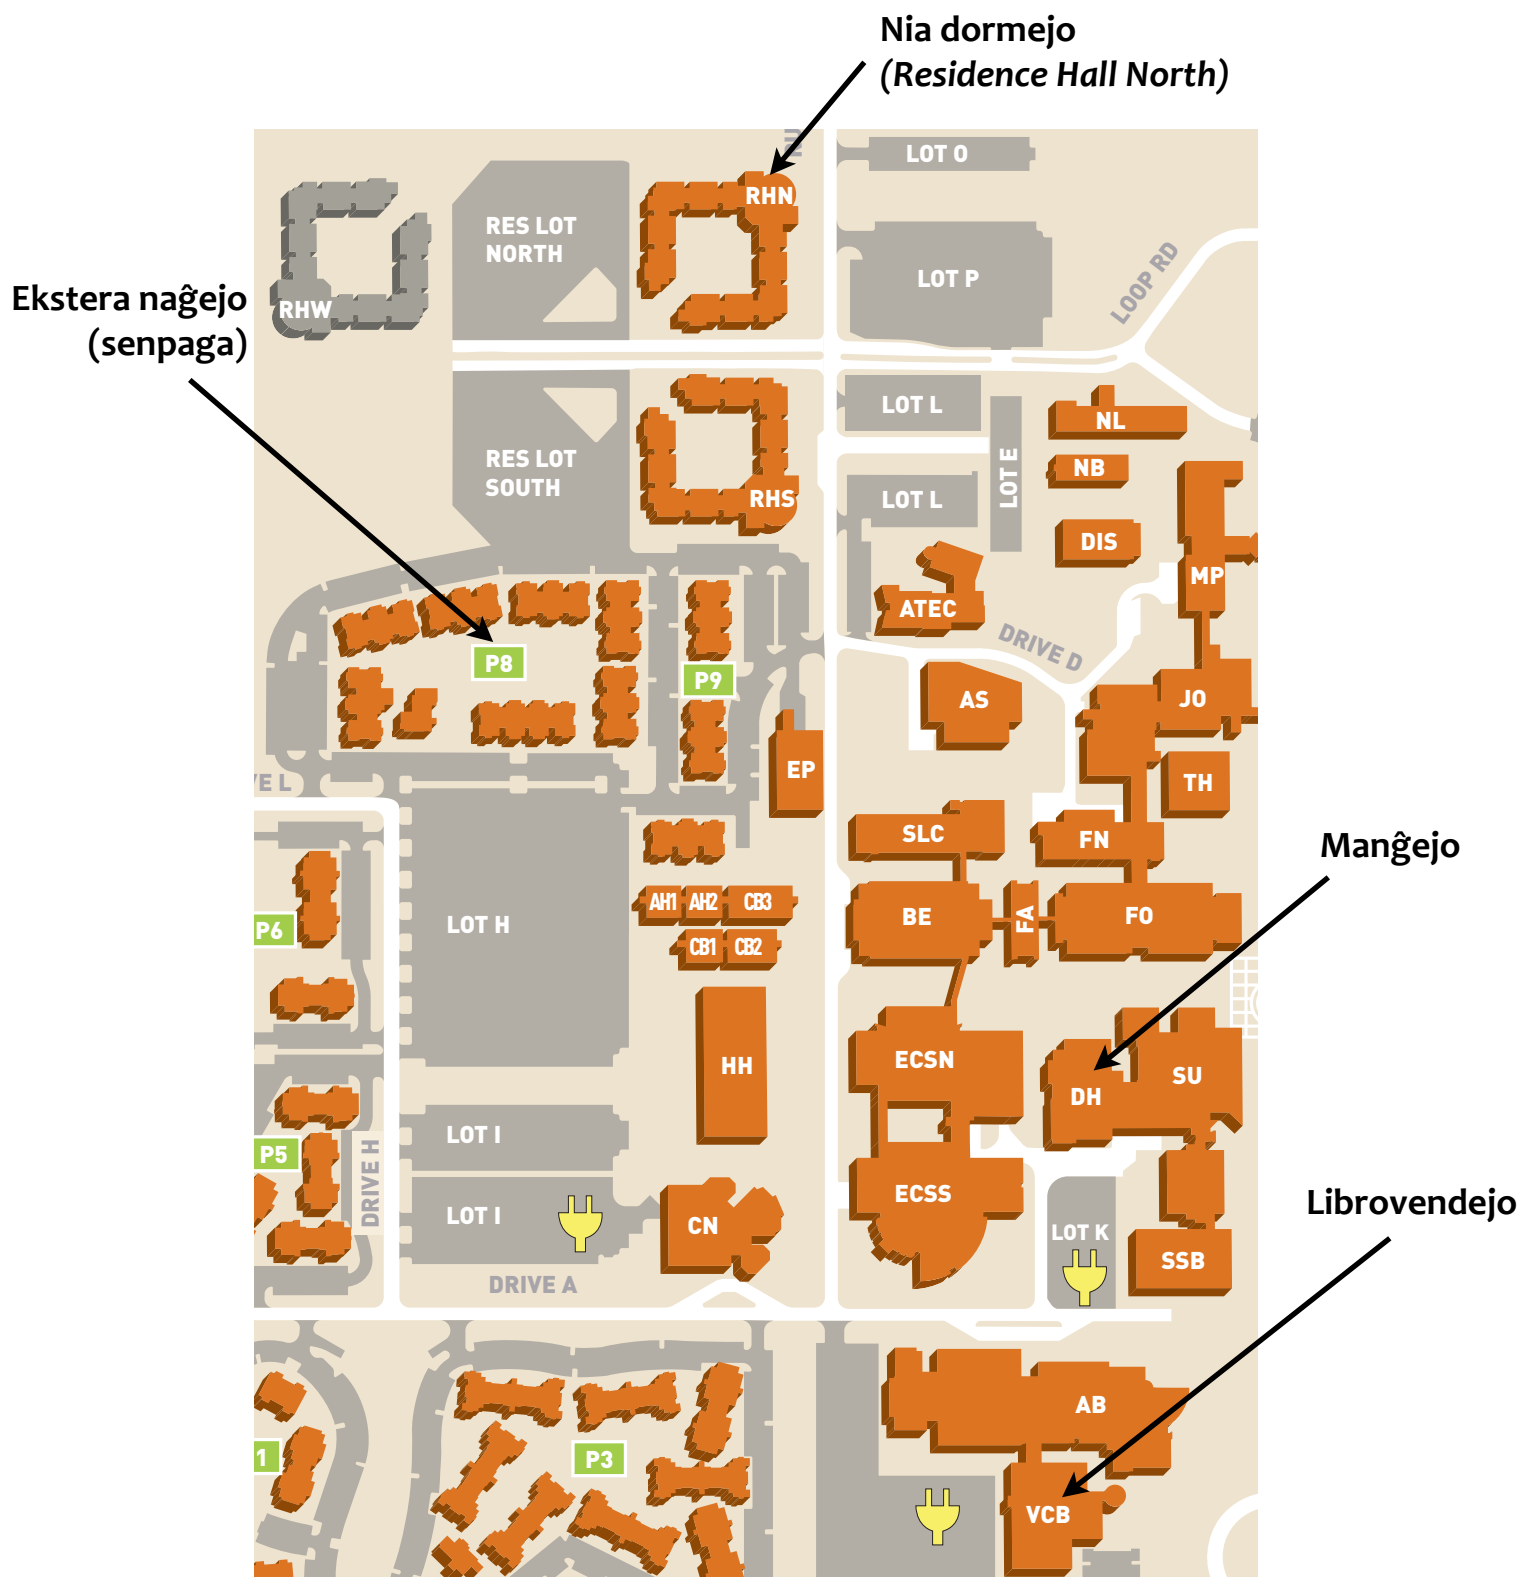 Nia dormejo
(Residence Hall North)
LOT O
RHN
RES LOT
NORTH
LOT P
LOOP RD
Ekstera naĝejo
(senpaga)
RHW
LOT L
NL
RES LOT
SOUTH
NB
LOT E
RHS
LOT L
DIS
MP
ATEC
DRIVE D
P8
P9
AS
JO
EP
TH
VE L
SLC
FN
Manĝejo
AH1
AH2
CB3
BE
FA
FO
LOT H
P6
CB1
CB2
ECSN
HH
SU
DH
LOT I
P5
DRIVE H
ECSS
Librovendejo
LOT I
CN
LOT K
SSB
DRIVE A
AB
1
P3
VCB